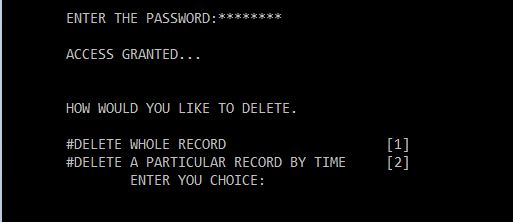 ENTER THE PASSWORD:********
ACCESS GRANTED...
HOW WOULD YOU LIKE TO DELETE.
#DELETE WHOLE RECORD [1]
#DELETE A PARTICULAR RECORD BY TIME [2]
ENTER YOU CHOICE: